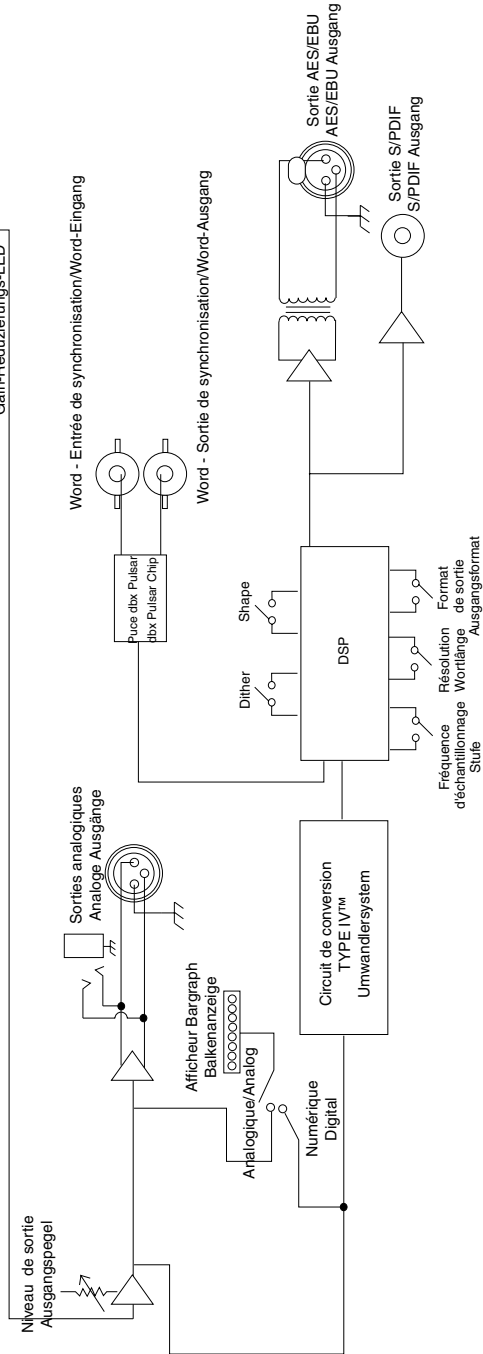 Gain-Reduzierungs-LED
Niveau de sortie
Ausgangspegel
Sorties analogiques
Analoge Ausgänge
Afficheur Bargraph
Balkenanzeige
Analogique/Analog
Numérique
Digital
Word - Entrée de synchronisation/Word-Eingang
Word - Sortie de synchronisation/Word-Ausgang
Puce dbx Pulsar
dbx Pulsar Chip
Circuit de conversion
TYPE IV™
Umwandlersystem
Dither
Shape
DSP
Fréquence
d'échantillonnage
Stufe
Résolution
Wortlänge
Format
de sortie
Ausgangsformat
Sortie AES/EBU
AES/EBU Ausgang
Sortie S/PDIF
S/PDIF Ausgang